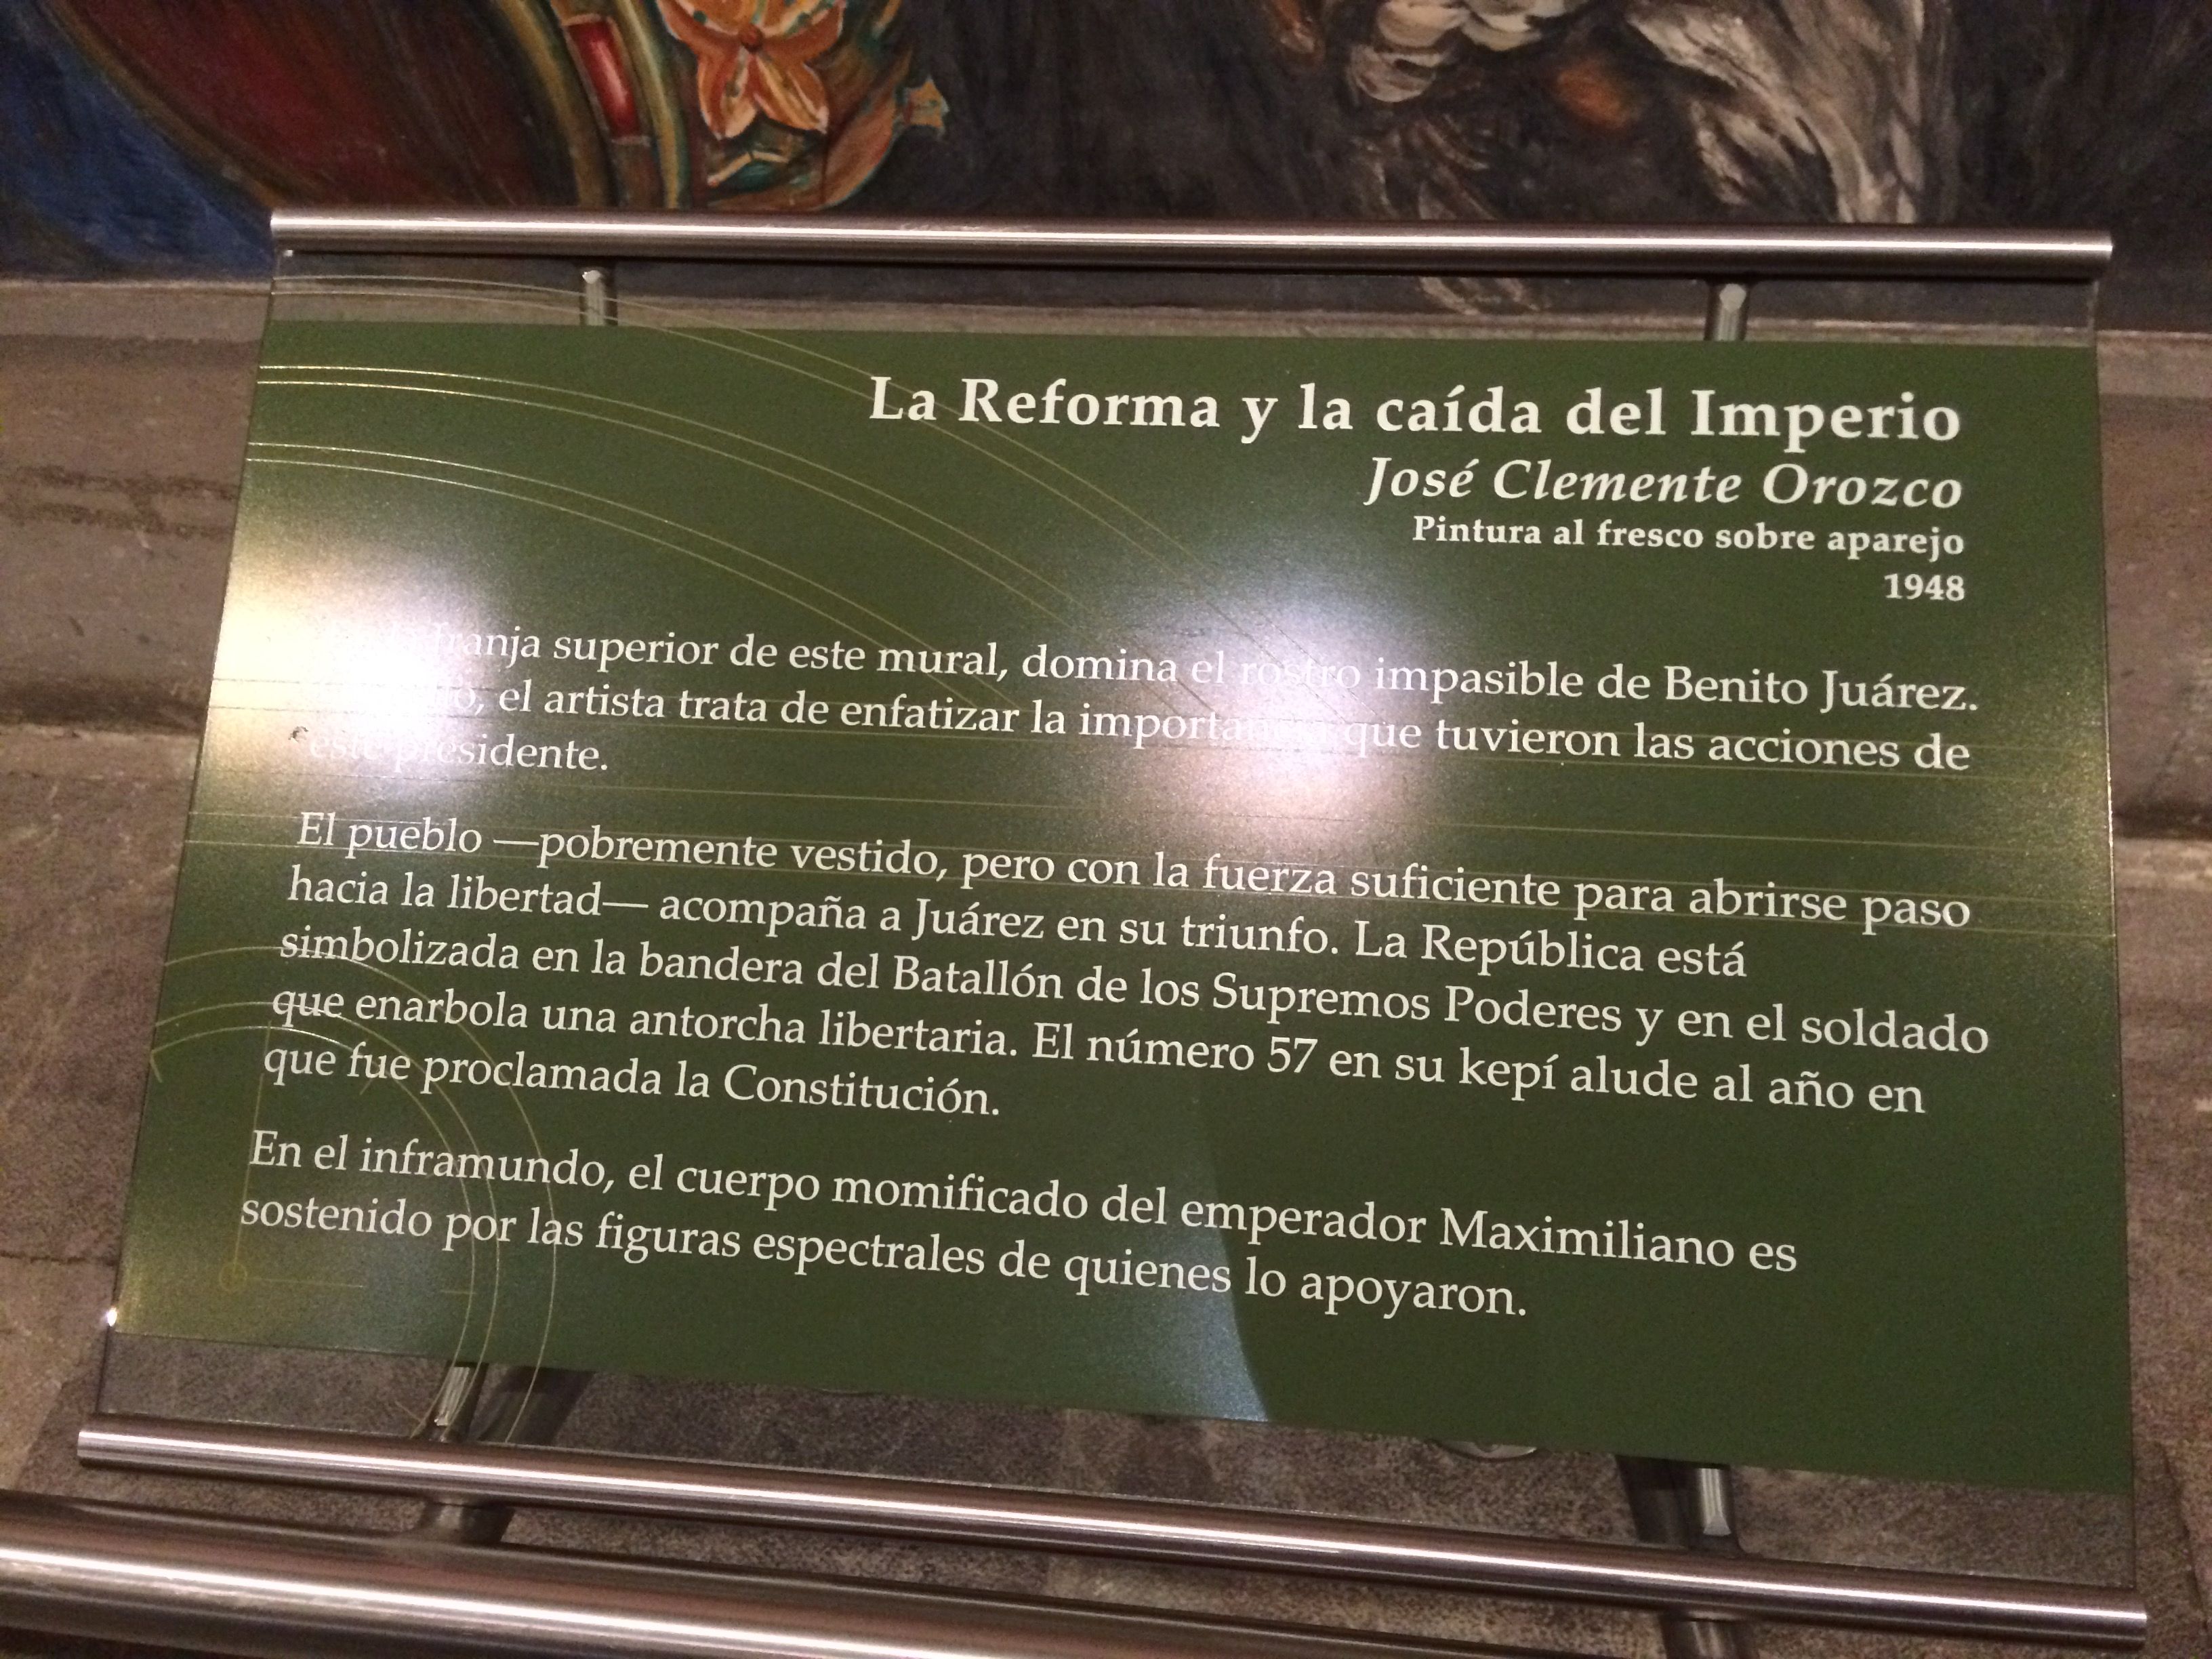 La Reforma y la caída del Imperio
José Clemente Orozco
Pintura al fresco sobre aparejo
1948
franja superior de este mural, domina el rostro impasible de Benito Juárez.
el artista trata de enfatizar la importancia que tuvieron las acciones de
este presidente.
El pueblo —pobremente vestido, pero con la fuerza suficiente para abrirse paso
hacia la libertad— acompaña a Juárez en su triunfo. La República está
simbolizada en la bandera del Batallón de los Supremos Poderes y en el soldado
que enarbola una antorcha libertaria. El número 57 en su kepí alude al año en
que fue proclamada la Constitución.
En el inframundo, el cuerpo momificado del emperador Maximiliano es
sostenido por las figuras espectrales de quienes lo apoyaron.